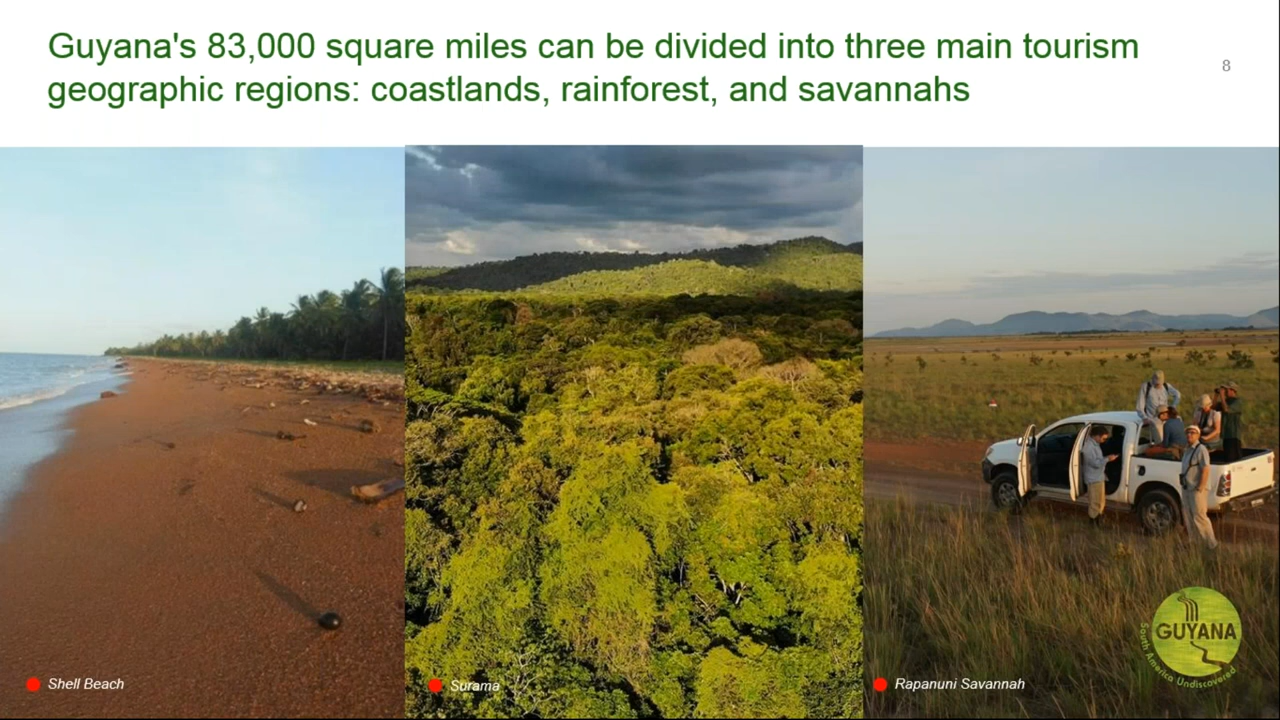 Guyana's 83,000 square miles can be divided into three main tourism
geographic regions: coastlands, rainforest, and savannahs
8
Shell Beach
Surama
Rapanuni Savannah
GUYANA
South America Undiscovered